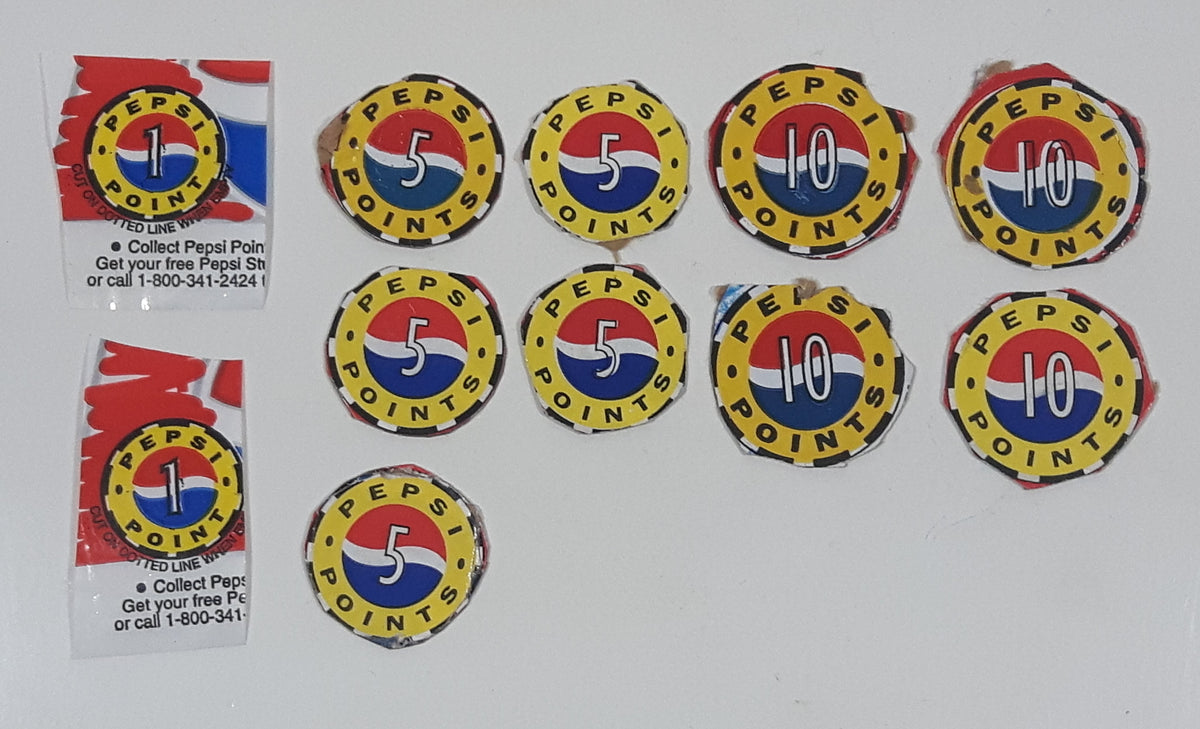 PEPSI
1
POINT
CUT ON DOTTED LINE WHEN
● Collect Pepsi Poin
Get your free Pepsi St
or call 1-800-341-2424
PEPSI
5
POINTS
PEPSI
5
POINTS
PEPSI
10
POINTS
PEPSI
10
POINTS
PEPSI
5
POINTS
PEPSI
5
POINTS
PEPSI
10
POINTS
PEPSI
10
POINTS
PEPSI
1
POINT
CUT ON DOTTED LINE WHEN
● Collect Peps
Get your free Pe
or call 1-800-341-
PEPSI
5
POINTS